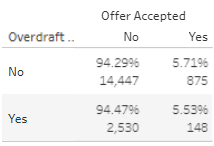 Offer Accepted
Overdraft .. No Yes
94.29% 5.71%
No
14,447 875
94.47% 5.53%
Yes
2,530 148